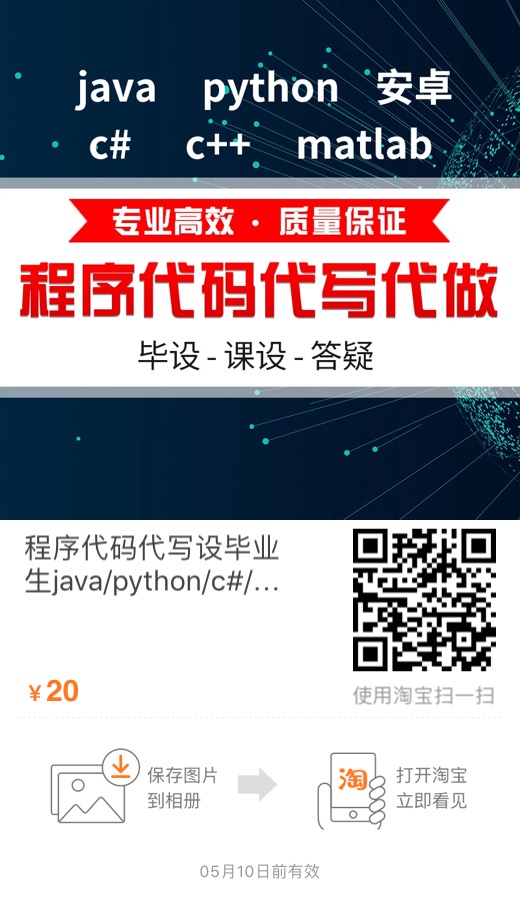 java python 安卓
c# c++ matlab
专业高效 · 质量保证
程序代码代写代做
毕设 - 课设 - 答疑
程序代码代写设毕业
生java/python/c#/...
¥20
使用淘宝扫一扫
保存图片
到相册
淘
打开淘宝
立即看见
05月10日前有效